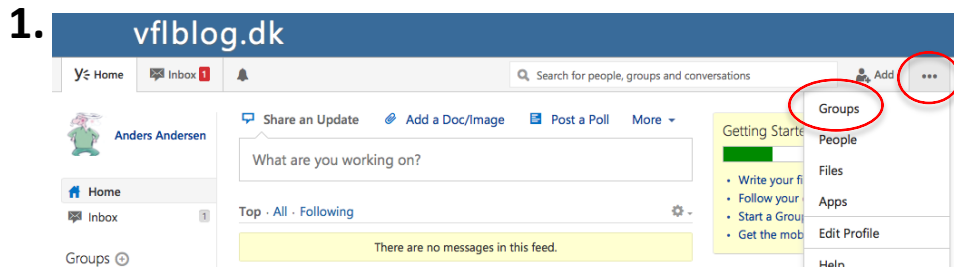 1.
vflblog.dk
Home Inbox 1 Search for people, groups and conversations Add •••
Anders Andersen
Home
Inbox 1
Groups
Share an Update Add a Doc/Image Post a Poll More
What are you working on?
Top · All · Following
There are no messages in this feed.
Getting Starte
• Write your fi
• Follow your
• Start a Grou
• Get the mob
Groups
People
Files
Apps
Edit Profile
Help